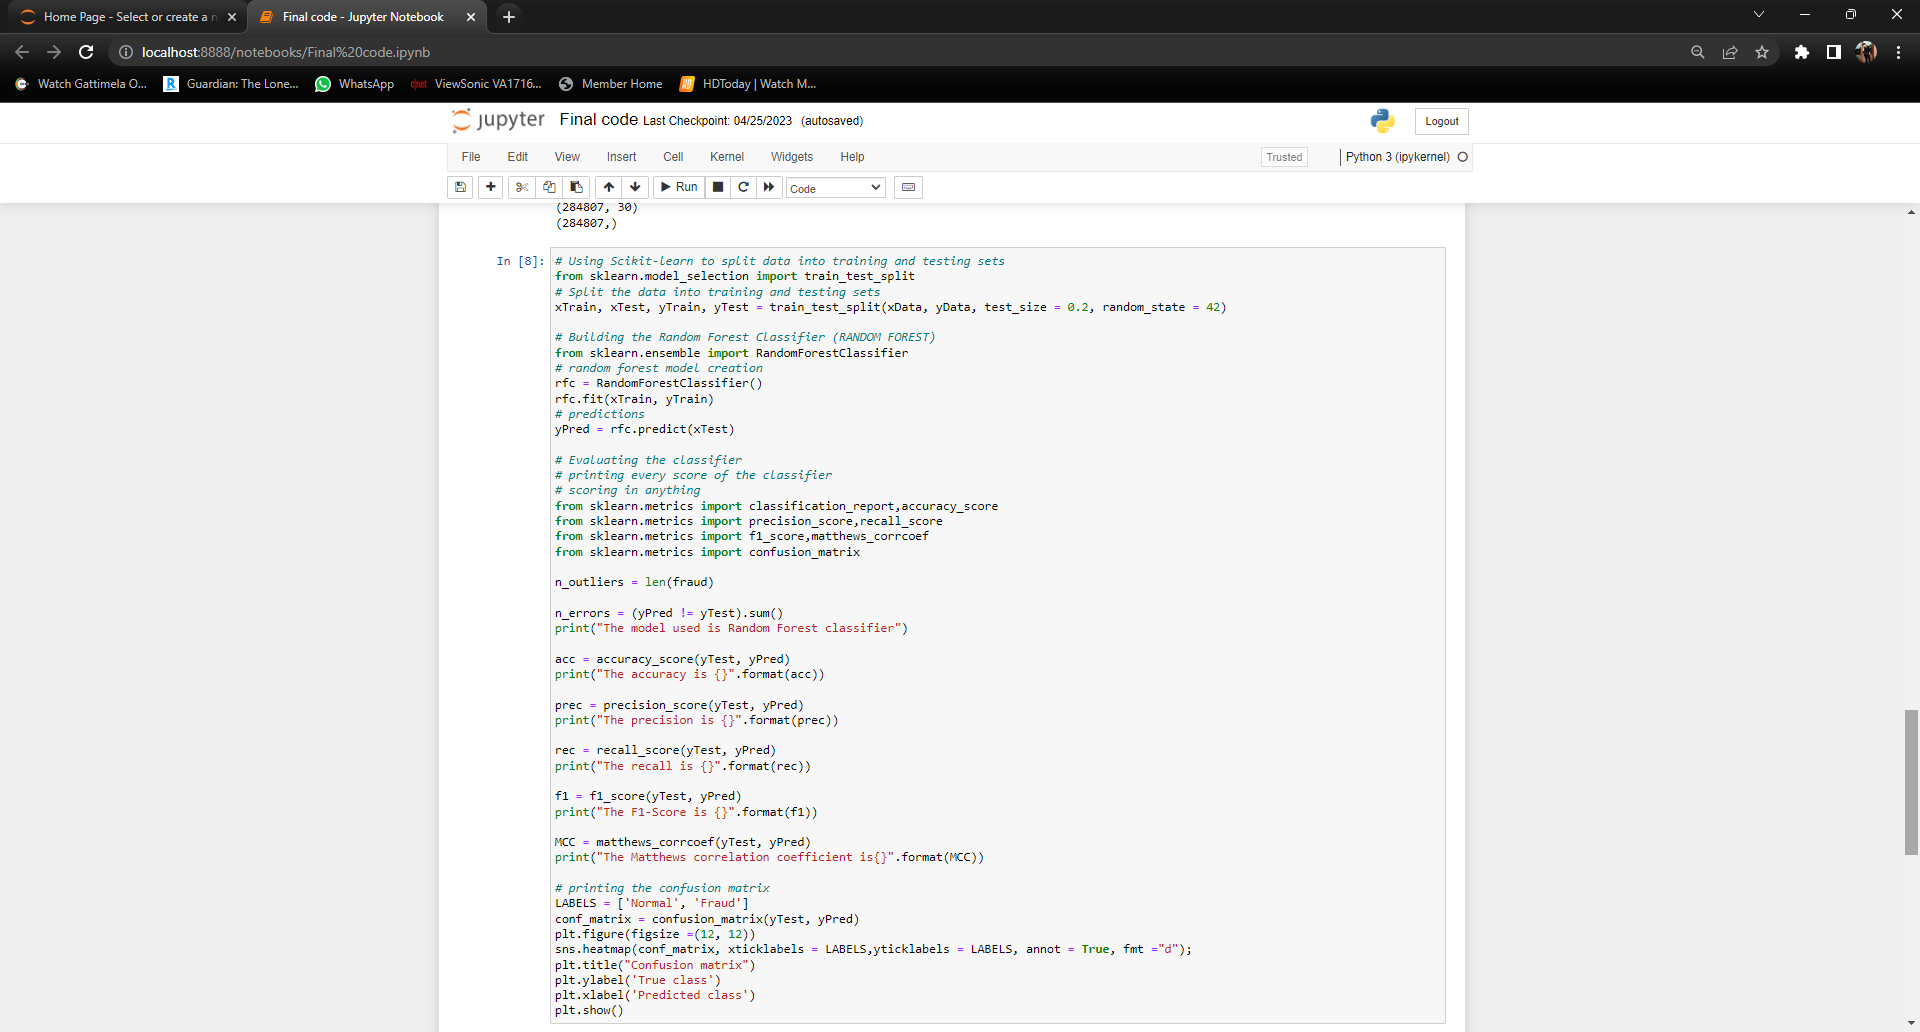 Home Page - Select or create a n
Final code - Jupyter Notebook
localhost:8888/notebooks/Final%20code.ipynb
Watch Gattimela O...
R
Guardian: The Lone...
WhatsApp
c|net
ViewSonic VA1716...
Member Home
HD
HDToday | Watch M...
jupyter
Final code Last Checkpoint: 04/25/2023 (autosaved)
Logout
File Edit View Insert Cell Kernel Widgets Help
Trusted
Python 3 (ipykernel)
Run
Code
(284807, 30)
(284807,)
In [8]:
# Using Scikit-learn to split data into training and testing sets
from sklearn.model_selection import train_test_split
# Split the data into training and testing sets
xTrain, xTest, yTrain, yTest = train_test_split(xData, yData, test_size = 0.2, random_state = 42)
# Building the Random Forest Classifier (RANDOM FOREST)
from sklearn.ensemble import RandomForestClassifier
# random forest model creation
rfc = RandomForestClassifier()
rfc.fit(xTrain, yTrain)
# predictions
yPred = rfc.predict(xTest)
# Evaluating the classifier
# printing every score of the classifier
# scoring in anything
from sklearn.metrics import classification_report,accuracy_score
from sklearn.metrics import precision_score,recall_score
from sklearn.metrics import f1_score,matthews_corrcoef
from sklearn.metrics import confusion_matrix
n_outliers = len(fraud)
n_errors = (yPred != yTest).sum()
print("The model used is Random Forest classifier")
acc = accuracy_score(yTest, yPred)
print("The accuracy is {}".format(acc))
prec = precision_score(yTest, yPred)
print("The precision is {}".format(prec))
rec = recall_score(yTest, yPred)
print("The recall is {}".format(rec))
f1 = f1_score(yTest, yPred)
print("The F1-Score is {}".format(f1))
MCC = matthews_corrcoef(yTest, yPred)
print("The Matthews correlation coefficient is{}".format(MCC))
# printing the confusion matrix
LABELS = ['Normal', 'Fraud']
conf_matrix = confusion_matrix(yTest, yPred)
plt.figure(figsize =(12, 12))
sns.heatmap(conf_matrix, xticklabels = LABELS,yticklabels = LABELS, annot = True, fmt ="d");
plt.title("Confusion matrix")
plt.ylabel('True class')
plt.xlabel('Predicted class')
plt.show()